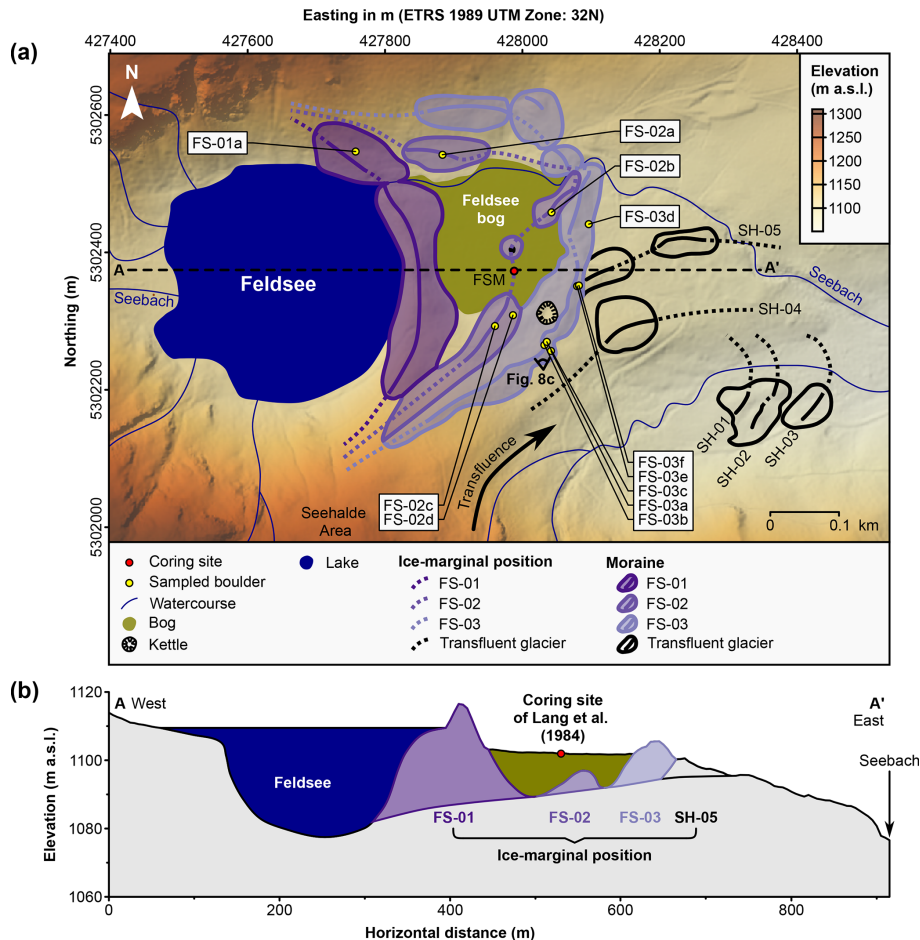 Easting in m (ETRS 1989 UTM Zone: 32N)
(a)
427400
427600
427800
428000
428200
428400
N
Elevation
(m a.s.l.)
1300
1250
1200
1150
1100
5302600
5302400
5302200
5302000
Northing (m)
FS-01a
FS-02a
FS-02b
FS-03d
Feldsee
bog
SH-05
A
A'
Feldsee
FSM
Seebach
Seebach
SH-04
Fig. 8c
SH-01
SH-02
SH-03
Transfluence
FS-03f
FS-03e
FS-03c
FS-03a
FS-03b
FS-02c
FS-02d
Seehalde
Area
0
0.1 km
Coring site
Sampled boulder
Watercourse
Bog
Kettle
Lake
Ice-marginal position
FS-01
FS-02
FS-03
Transfluent glacier
Moraine
FS-01
FS-02
FS-03
Transfluent glacier
(b)
1120
1100
1080
1060
Elevation (m a.s.l.)
A West
Coring site
of Lang et al.
(1984)
A'
East
Seebach
Feldsee
FS-01
FS-02
FS-03
SH-05
Ice-marginal position
0
200
400
600
800
Horizontal distance (m)